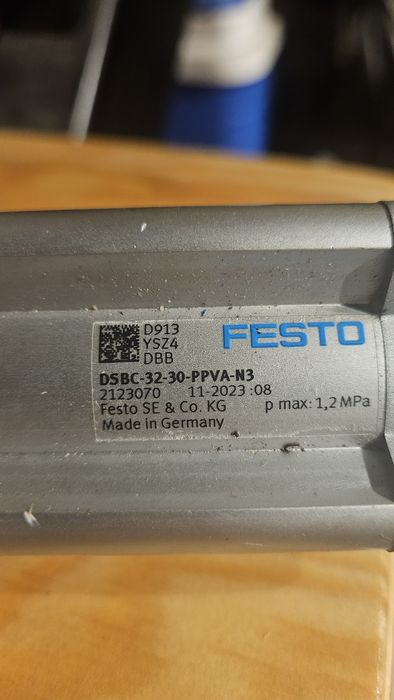 D913
YSZ4
DBB
FESTO
DSBC-32-30-PPVA-N3
2123070 11-2023 :08
Festo SE & Co. KG p max: 1,2 MPa
Made in Germany